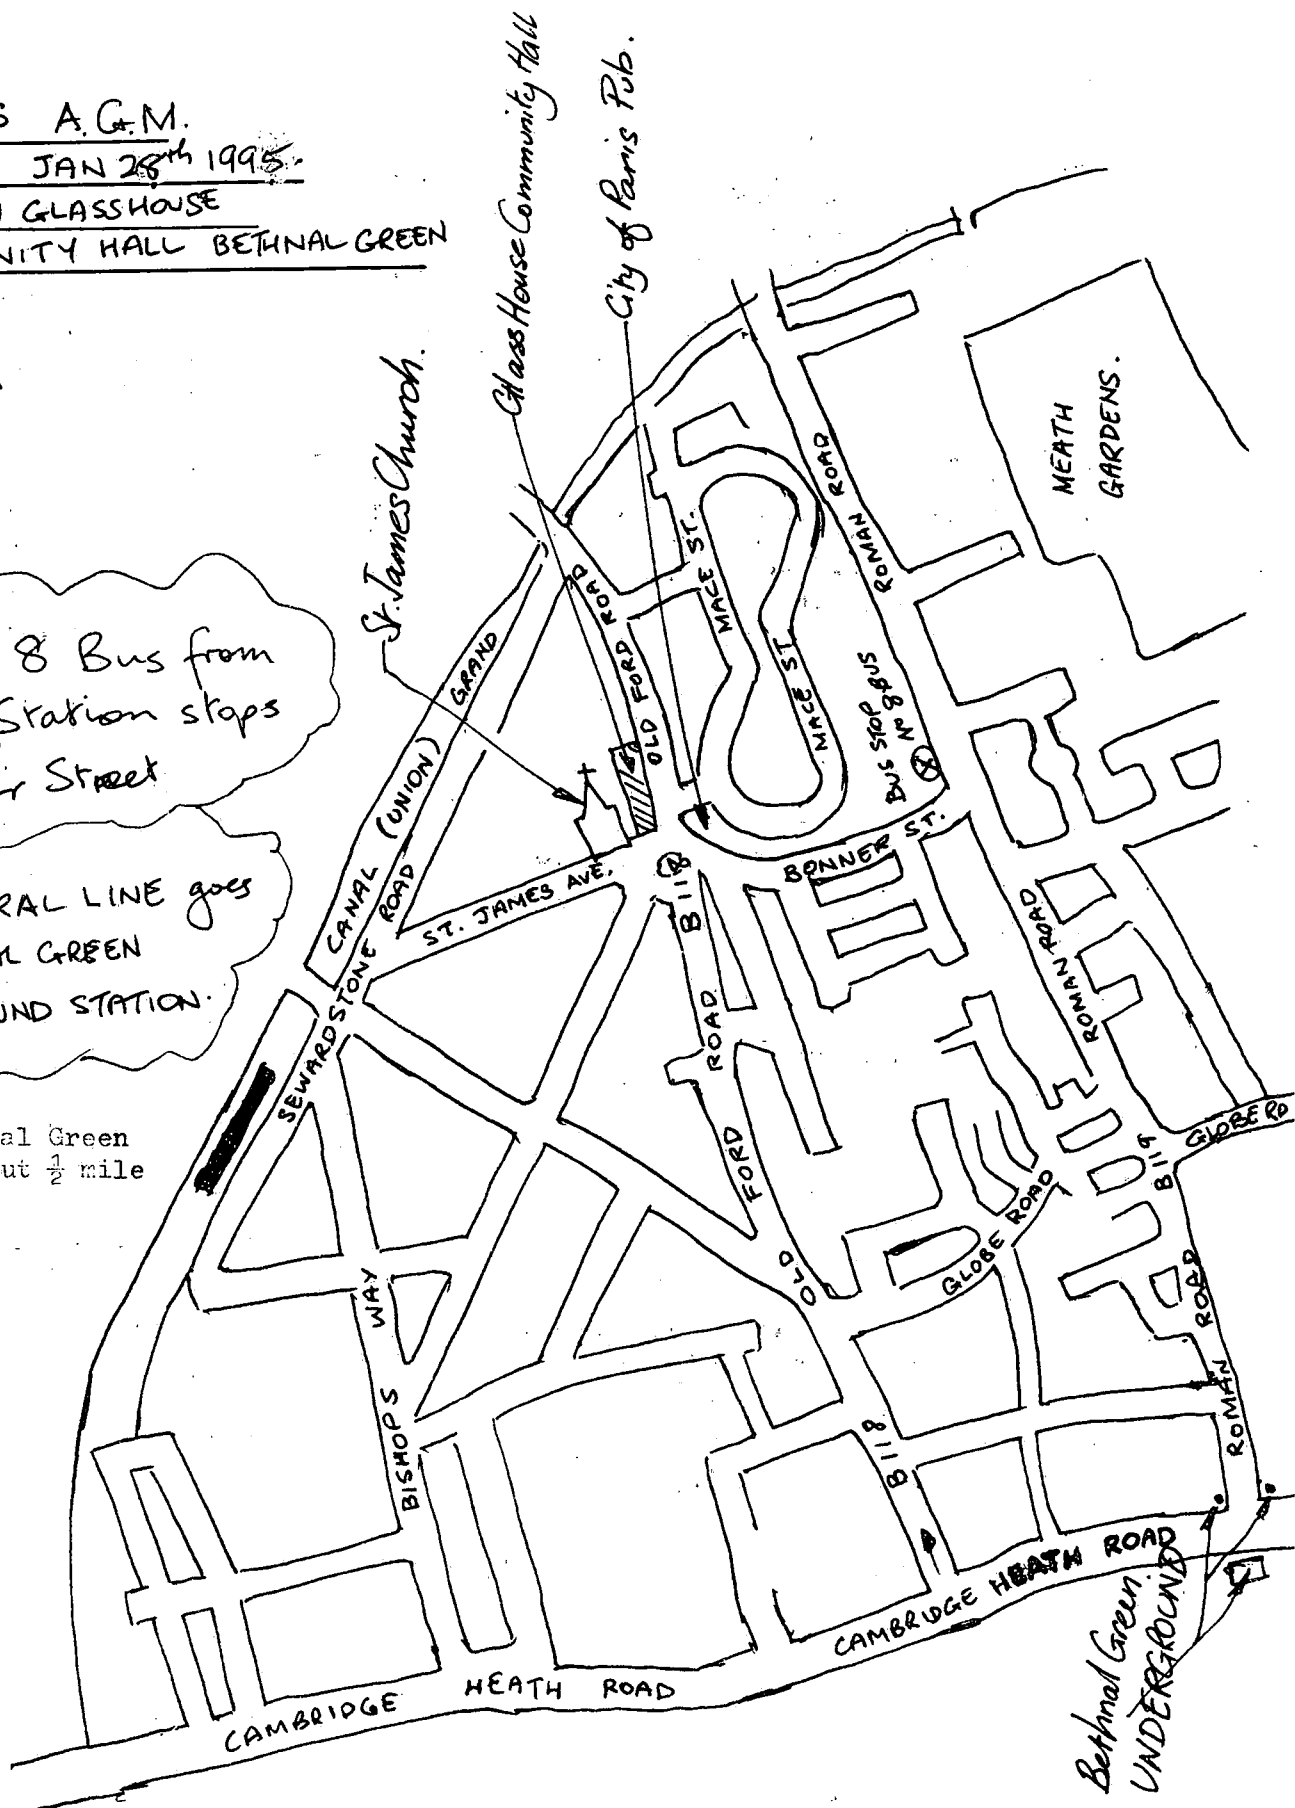 S A.G.M.
JAN 28th 1995.
GLASSHOUSE
NITY HALL BETHNAL GREEN
Glass House Community Hall
City of Paris Pub.
St. James Church.
8 Bus from
Station stops
r Street
RAL LINE goes
L GREEN
UND STATION.
al Green
ut ½ mile
MEATH
GARDENS.
ROMAN ROAD
ROMAN ROAD
MACE ST.
MACE ST
OLD FORD ROAD
OLD FORD ROAD
GRAND
(UNION)
CANAL
SEWARDSTONE ROAD
ST. JAMES AVE.
BUS STOP
No 8 BUS
BONNER ST.
B118
ROMAN ROAD
OLD FORD ROAD
GLOBE ROAD
GLOBE RD
B119
ROMAN ROAD
BISHOPS WAY
B118
CAMBRIDGE HEATH ROAD
CAMBRIDGE HEATH ROAD
Bethnal Green
UNDERGROUND